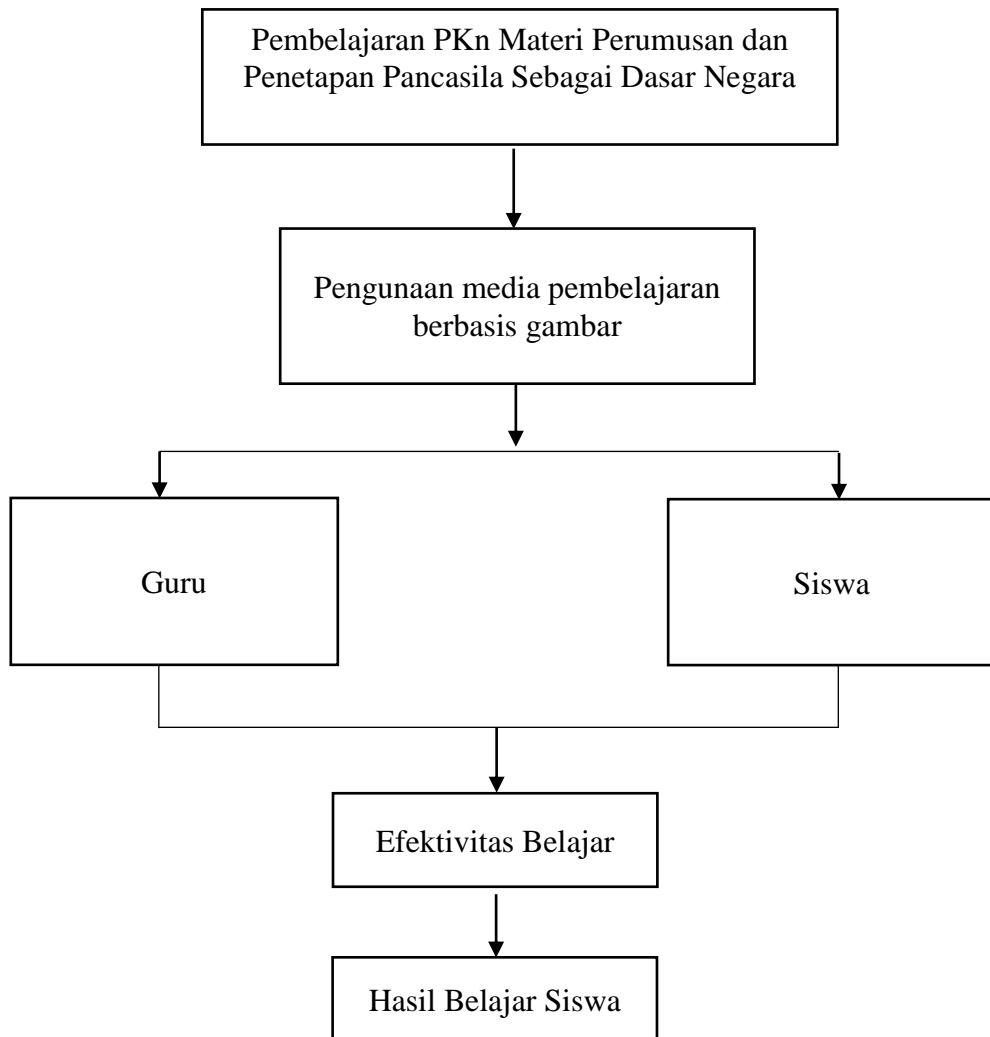 Pembelajaran PKn Materi Perumusan dan
Penetapan Pancasila Sebagai Dasar Negara
Pengunaan media pembelajaran
berbasis gambar
Guru
Siswa
Efektivitas Belajar
Hasil Belajar Siswa